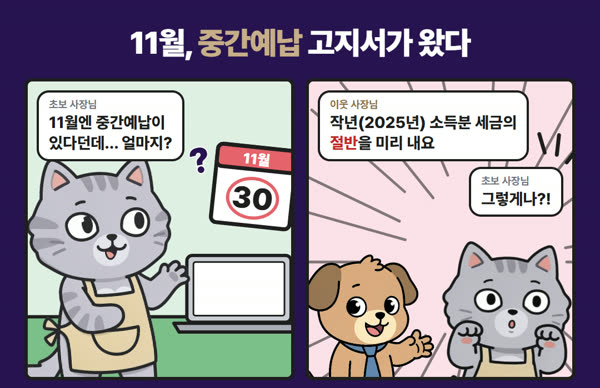 11월, 중간예납 고지서가 왔다
초보 사장님
11월엔 중간예납이
있다던데... 얼마지?
?
11월
30
이웃 사장님
작년(2025년) 소득분 세금의
절반을 미리 내요
초보 사장님
그렇게나?!